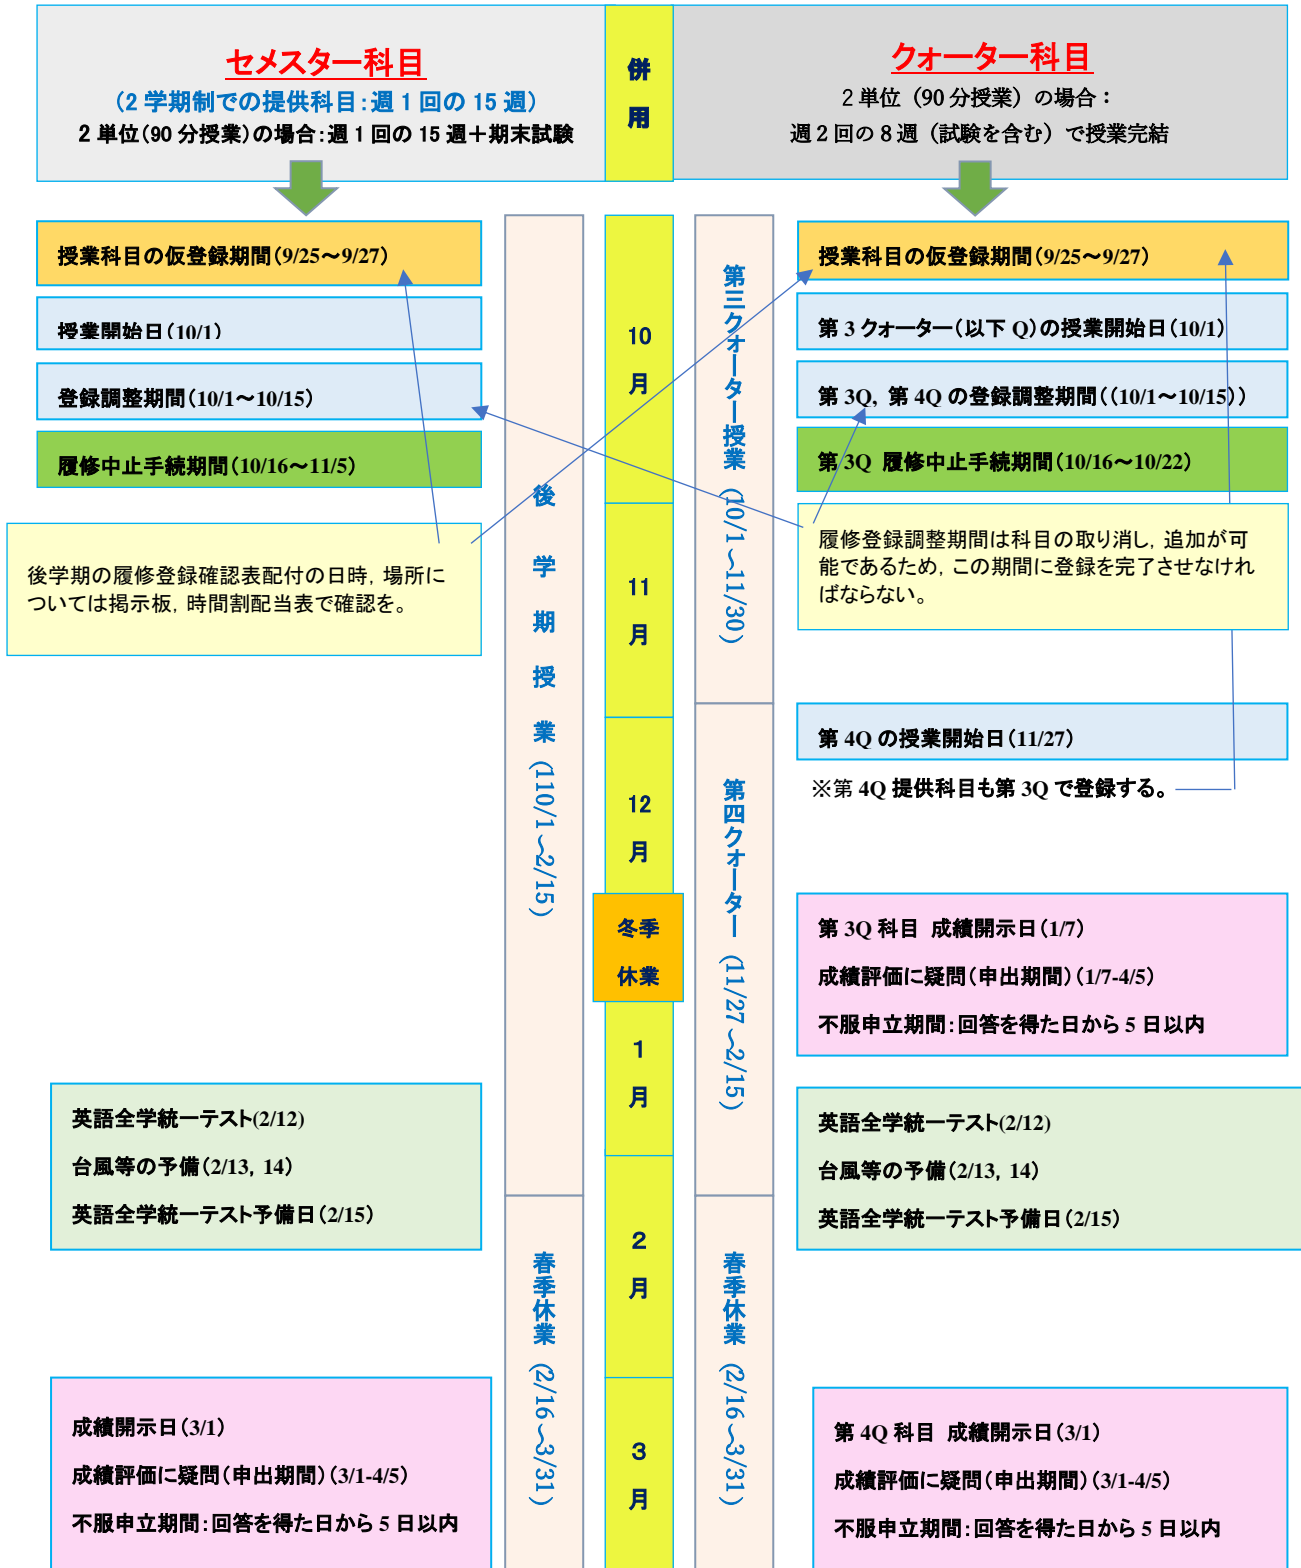 セメスター科目
（2 学期制での提供科目：週 1 回の 15 週）
2 単位（90 分授業）の場合：週 1 回の 15 週＋期末試験
併
用
クォーター科目
2 単位（90 分授業）の場合：
週 2 回の 8 週（試験を含む）で授業完結
授業科目の仮登録期間（9/25～9/27）
授業開始日（10/1）
登録調整期間（10/1～10/15）
履修中止手続期間（10/16～11/5）
後学期の履修登録確認表配付の日時，場所に
ついては掲示板，時間割配当表で確認を。
後学期授業（110/1～2/15）
春季休業（2/16～3/31）
10
月
11
月
12
月
冬季
休業
1
月
2
月
3
月
第三クォーター授業（10/1～11/30）
第四クォーター（11/27～2/15）
春季休業（2/16～3/31）
授業科目の仮登録期間（9/25～9/27）
第 3 クォーター（以下 Q）の授業開始日（10/1）
第 3Q，第 4Q の登録調整期間（（10/1～10/15））
第 3Q 履修中止手続期間（10/16～10/22）
履修登録調整期間は科目の取り消し，追加が可
能であるため，この期間に登録を完了させなけれ
ばならない。
第 4Q の授業開始日（11/27）
※第 4Q 提供科目も第 3Q で登録する。
第 3Q 科目 成績開示日（1/7）
成績評価に疑問（申出期間）（1/7-4/5）
不服申立期間：回答を得た日から 5 日以内
英語全学統一テスト(2/12)
台風等の予備（2/13，14）
英語全学統一テスト予備日（2/15）
英語全学統一テスト(2/12)
台風等の予備（2/13，14）
英語全学統一テスト予備日（2/15）
成績開示日（3/1）
成績評価に疑問（申出期間）（3/1-4/5）
不服申立期間：回答を得た日から 5 日以内
第 4Q 科目 成績開示日（3/1）
成績評価に疑問（申出期間）（3/1-4/5）
不服申立期間：回答を得た日から 5 日以内